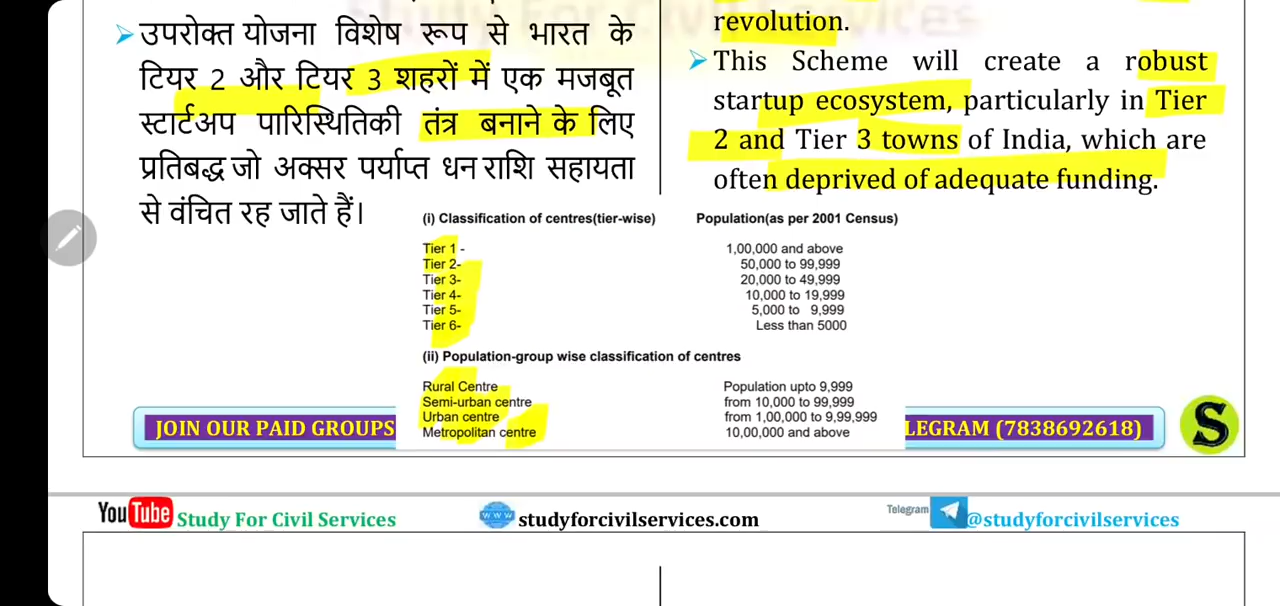 उपरोक्त योजना विशेष रूप से भारत के
टियर 2 और टियर 3 शहरों में एक मजबूत
स्टार्टअप पारिस्थितिकी तंत्र बनाने के लिए
प्रतिबद्ध जो अक्सर पर्याप्त धन राशि सहायता
से वंचित रह जाते हैं।
revolution.
➤ This Scheme will create a robust
startup ecosystem, particularly in Tier
2 and Tier 3 towns of India, which are
often deprived of adequate funding.
(i) Classification of centres(tier-wise) Population(as per 2001 Census)
Tier 1 - 1,00,000 and above
Tier 2- 50,000 to 99,999
Tier 3- 20,000 to 49,999
Tier 4- 10,000 to 19,999
Tier 5- 5,000 to 9,999
Tier 6- Less than 5000
(ii) Population-group wise classification of centres
Rural Centre Population upto 9,999
Semi-urban centre from 10,000 to 99,999
Urban centre from 1,00,000 to 9,99,999
Metropolitan centre 10,00,000 and above
JOIN OUR PAID GROUPS LEGRAM (7838692618)
S
YouTube Study For Civil Services
www studyforcivilservices.com
Telegram @studyforcivilservices